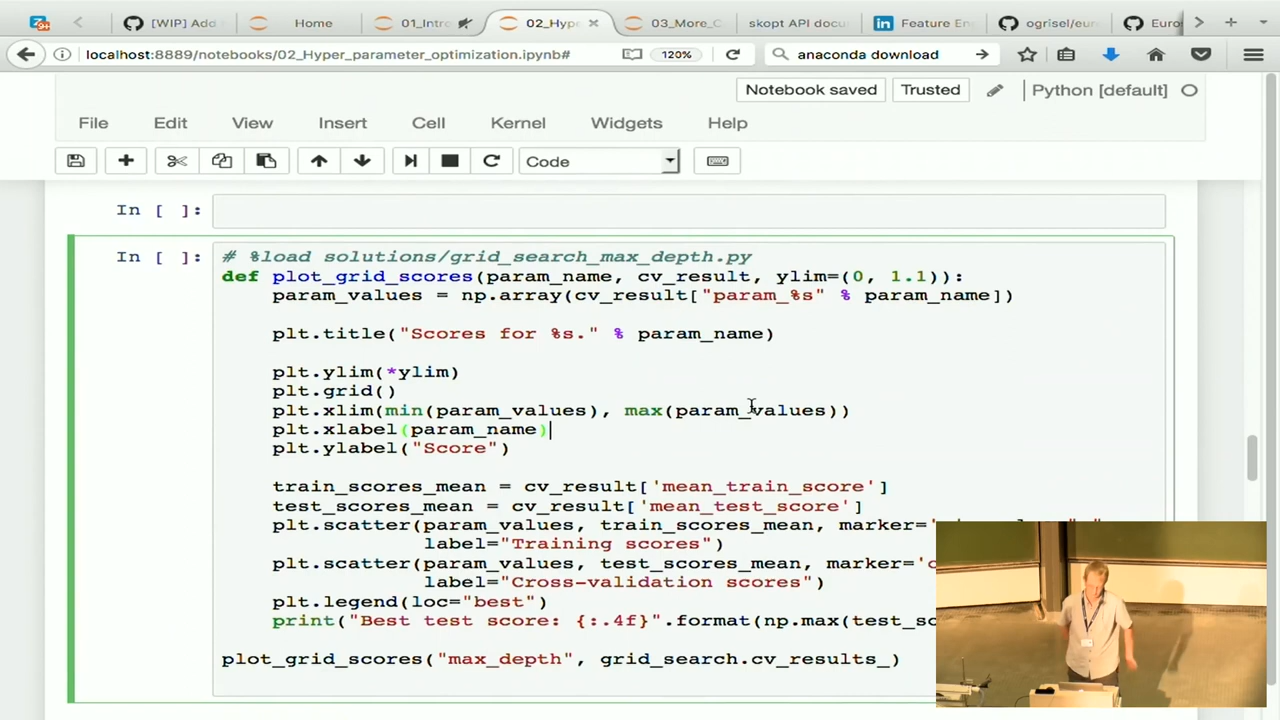 [WIP] Add
Home
01_Intro
02_Hype
03_More_C
skopt API docu
Feature En
ogrisel/eur
Euro
localhost:8889/notebooks/02_Hyper_parameter_optimization.ipynb#
120%
anaconda download
Notebook saved
Trusted
Python [default]
File Edit View Insert Cell Kernel Widgets Help
Code
In [ ]:
In [ ]:
# %load solutions/grid_search_max_depth.py
def plot_grid_scores(param_name, cv_result, ylim=(0, 1.1)):
param_values = np.array(cv_result["param_%s" % param_name])
plt.title("Scores for %s." % param_name)
plt.ylim(*ylim)
plt.grid()
plt.xlim(min(param_values), max(param_values))
plt.xlabel(param_name)
plt.ylabel("Score")
train_scores_mean = cv_result['mean_train_score']
test_scores_mean = cv_result['mean_test_score']
plt.scatter(param_values, train_scores_mean, marker='
label="Training scores")
plt.scatter(param_values, test_scores_mean, marker='o
label="Cross-validation scores")
plt.legend(loc="best")
print("Best test score: {:.4f}".format(np.max(test_sc
plot_grid_scores("max_depth", grid_search.cv_results_)